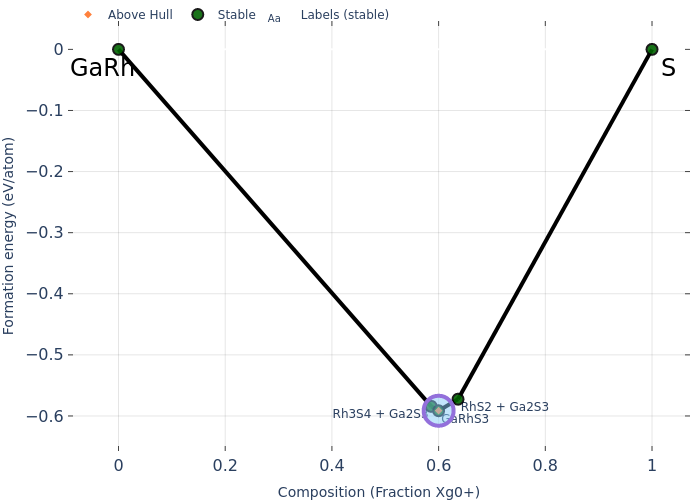 Above Hull Stable Aa Labels (stable)
0
GaRh
S
−0.1
−0.2
−0.3
−0.4
−0.5
−0.6
Formation energy (eV/atom)
RhS2 + Ga2S3
Rh3S4 + Ga2S
GaRhS3
0 0.2 0.4 0.6 0.8 1
Composition (Fraction Xg0+)